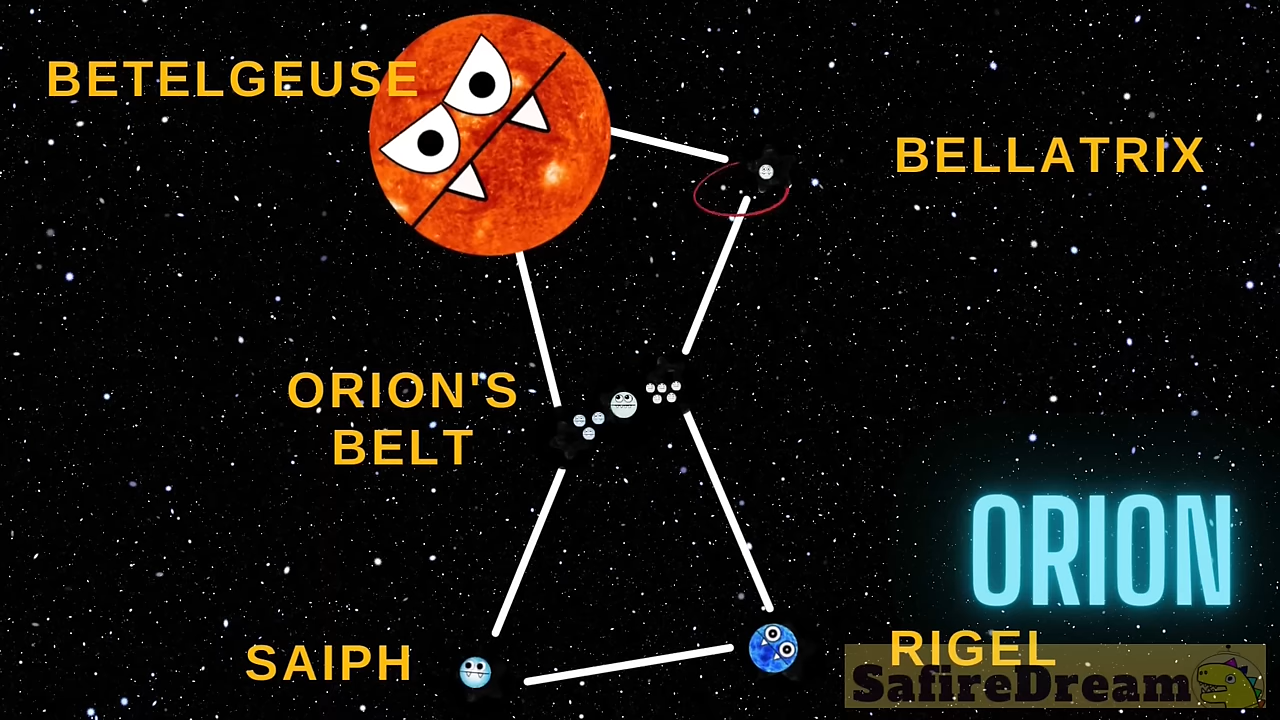 BETELGEUSE
BELLATRIX
ORION'S
BELT
ORION
SAIPH
RIGEL
SafireDream